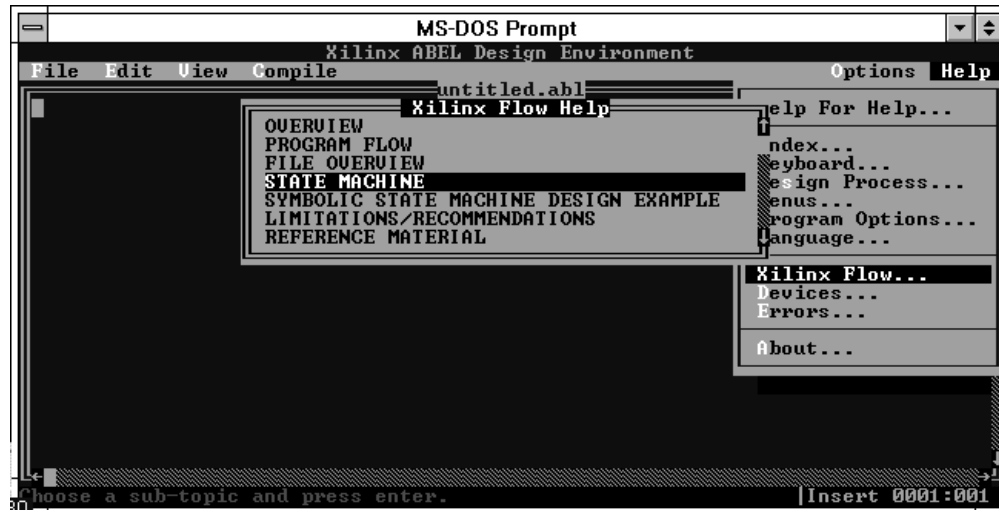 MS-DOS Prompt
Xilinx ABEL Design Environment
File Edit View Compile Options Help
untitled.abl
Xilinx Flow Help
OVERVIEW
PROGRAM FLOW
FILE OVERVIEW
STATE MACHINE
SYMBOLIC STATE MACHINE DESIGN EXAMPLE
LIMITATIONS/RECOMMENDATIONS
REFERENCE MATERIAL
elp For Help...
ndex...
eyboard...
esign Process...
enus...
rogram Options...
anguage...
Xilinx Flow...
Devices...
Errors...
About...
Choose a sub-topic and press enter. |Insert 0001:001